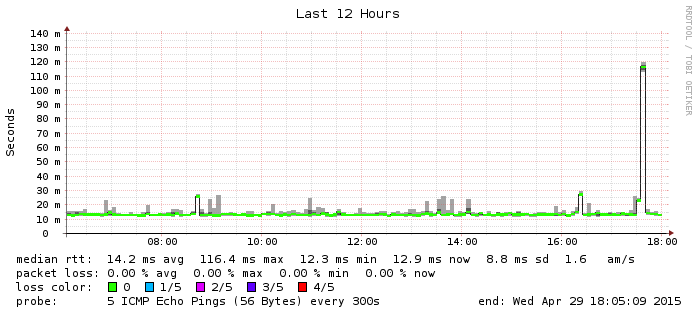 Last 12 Hours
RRDTOOL / TOBI OETIKER
Seconds
140 m
130 m
120 m
110 m
100 m
90 m
80 m
70 m
60 m
50 m
40 m
30 m
20 m
10 m
0
08:00 10:00 12:00 14:00 16:00 18:00
median rtt: 14.2 ms avg 116.4 ms max 12.3 ms min 12.9 ms now 8.8 ms sd 1.6 am/s
packet loss: 0.00 % avg 0.00 % max 0.00 % min 0.00 % now
loss color: 0 1/5 2/5 3/5 4/5
probe: 5 ICMP Echo Pings (56 Bytes) every 300s end: Wed Apr 29 18:05:09 2015